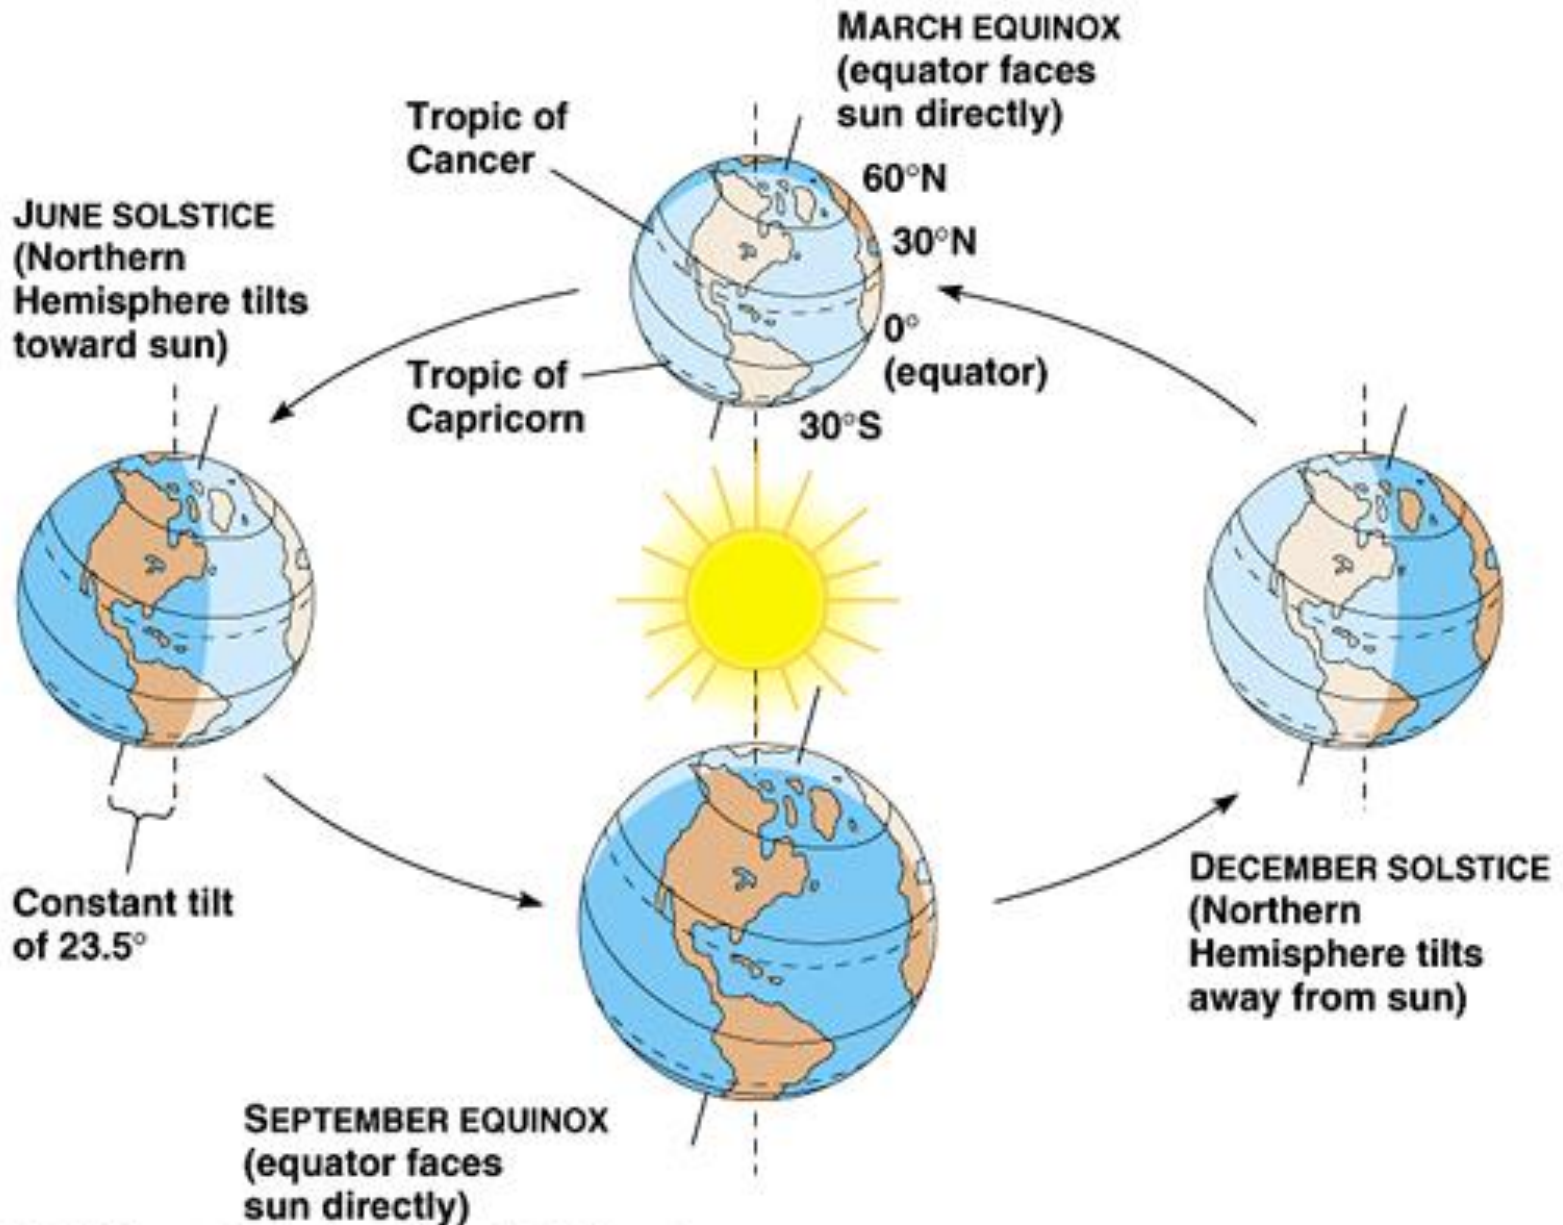 MARCH EQUINOX
(equator faces
sun directly)
Tropic of
Cancer
60°N
30°N
0°
(equator)
30°S
Tropic of
Capricorn
JUNE SOLSTICE
(Northern
Hemisphere tilts
toward sun)
Constant tilt
of 23.5°
DECEMBER SOLSTICE
(Northern
Hemisphere tilts
away from sun)
SEPTEMBER EQUINOX
(equator faces
sun directly)